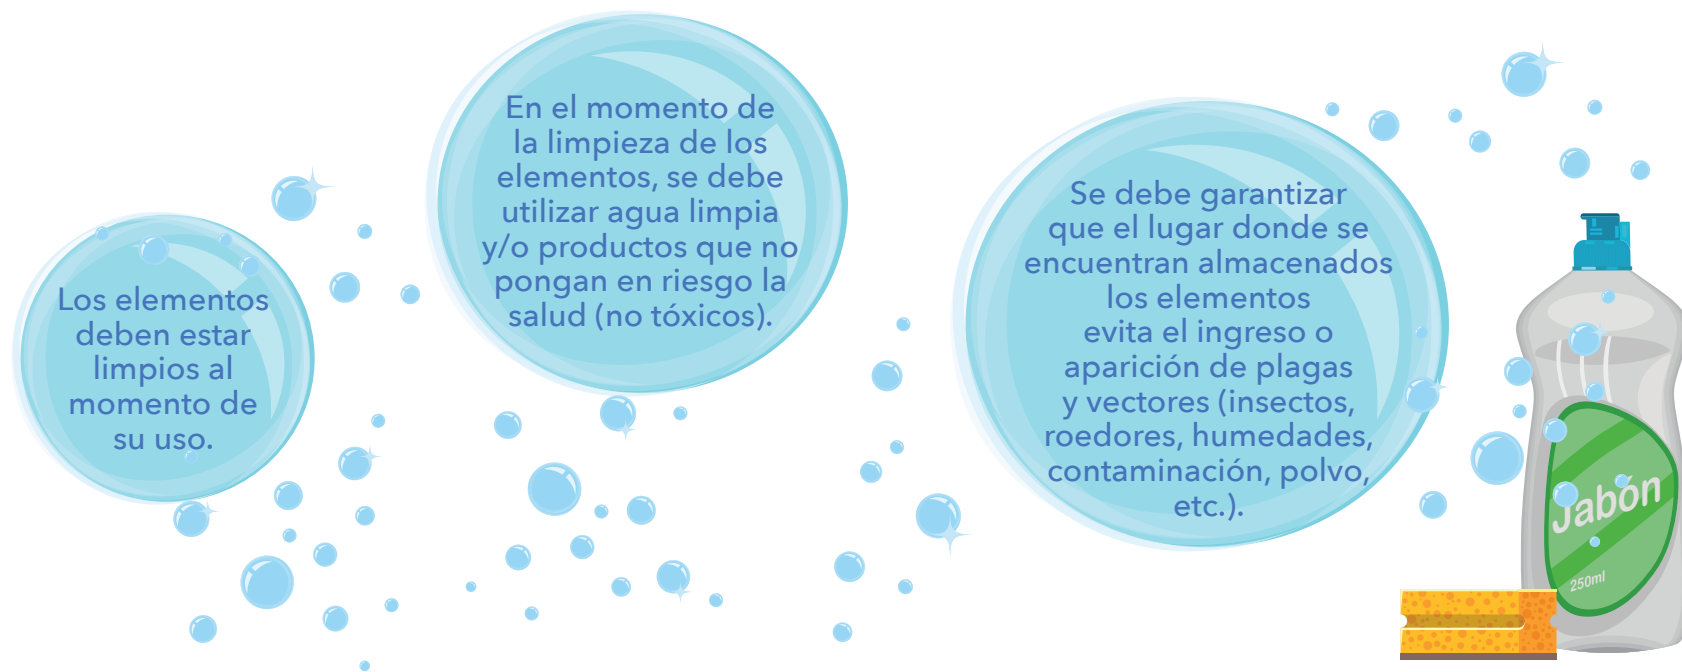 Los elementos
deben estar
limpios al
momento de
su uso.
En el momento de
la limpieza de los
elementos, se debe
utilizar agua limpia
y/o productos que no
pongan en riesgo la
salud (no tóxicos).
Se debe garantizar
que el lugar donde se
encuentran almacenados
los elementos
evita el ingreso o
aparición de plagas
y vectores (insectos,
roedores, humedades,
contaminación, polvo,
etc.).
Jabón
250ml